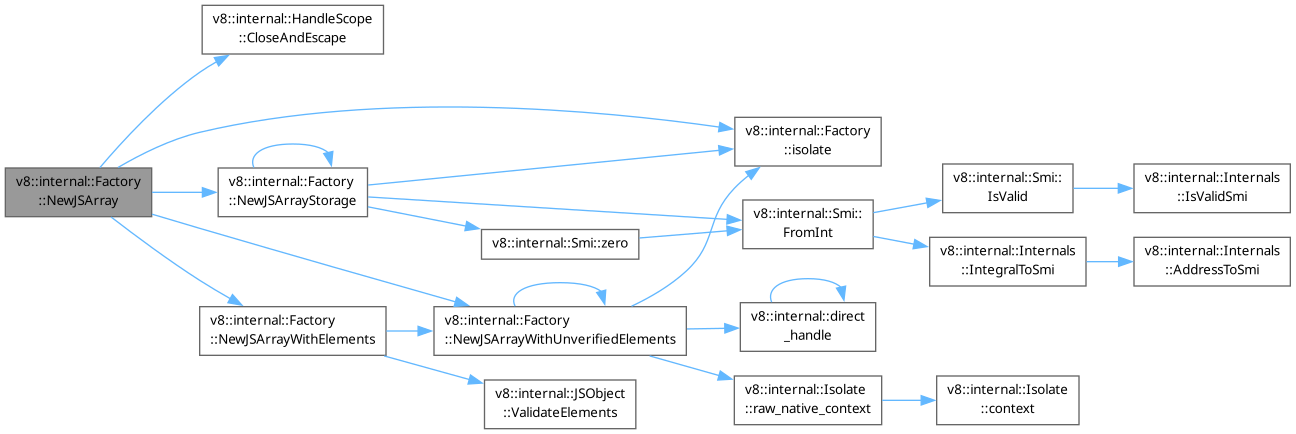 v8::internal::HandleScope
::CloseAndEscape
v8::internal::Factory
::isolate
v8::internal::Factory
::NewJSArray
v8::internal::Factory
::NewJSArrayStorage
v8::internal::Smi::
IsValid
v8::internal::Internals
::IsValidSmi
v8::internal::Smi::zero
v8::internal::Smi::
FromInt
v8::internal::Internals
::IntegralToSmi
v8::internal::Internals
::AddressToSmi
v8::internal::Factory
::NewJSArrayWithElements
v8::internal::Factory
::NewJSArrayWithUnverifiedElements
v8::internal::direct
_handle
v8::internal::JSObject
::ValidateElements
v8::internal::Isolate
::raw_native_context
v8::internal::Isolate
::context